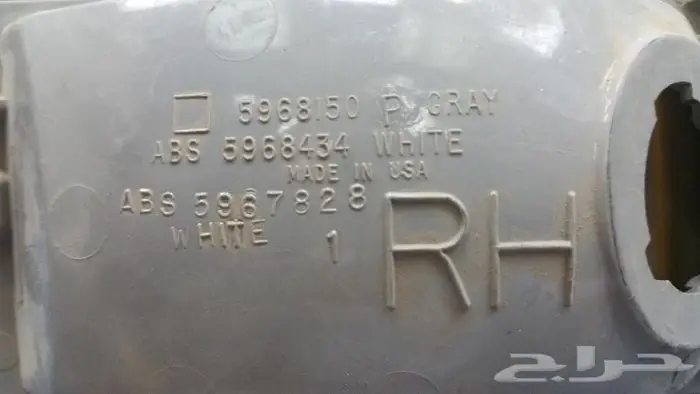 5968150 P. GRAY
ABS 5968434 WHITE
MADE IN USA
ABS 5967828
WHITE 1
RH
حراج